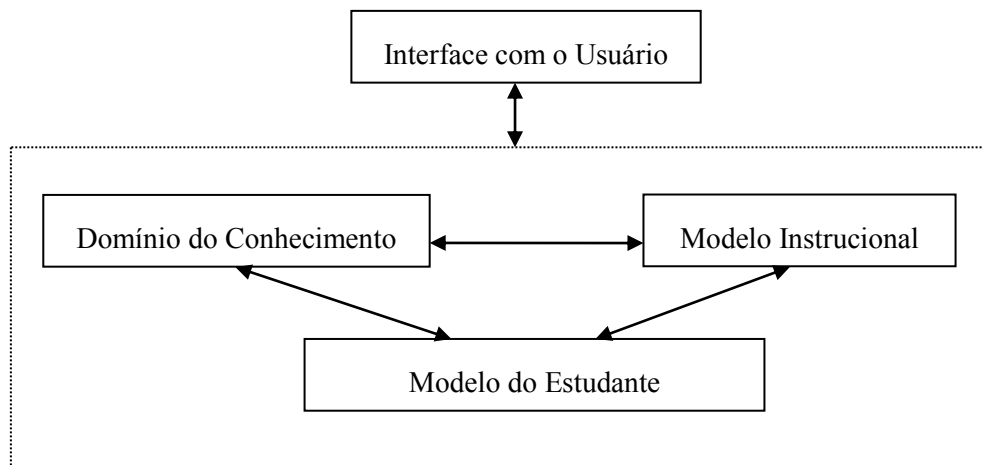 Interface com o Usuário
Domínio do Conhecimento
Modelo Instrucional
Modelo do Estudante